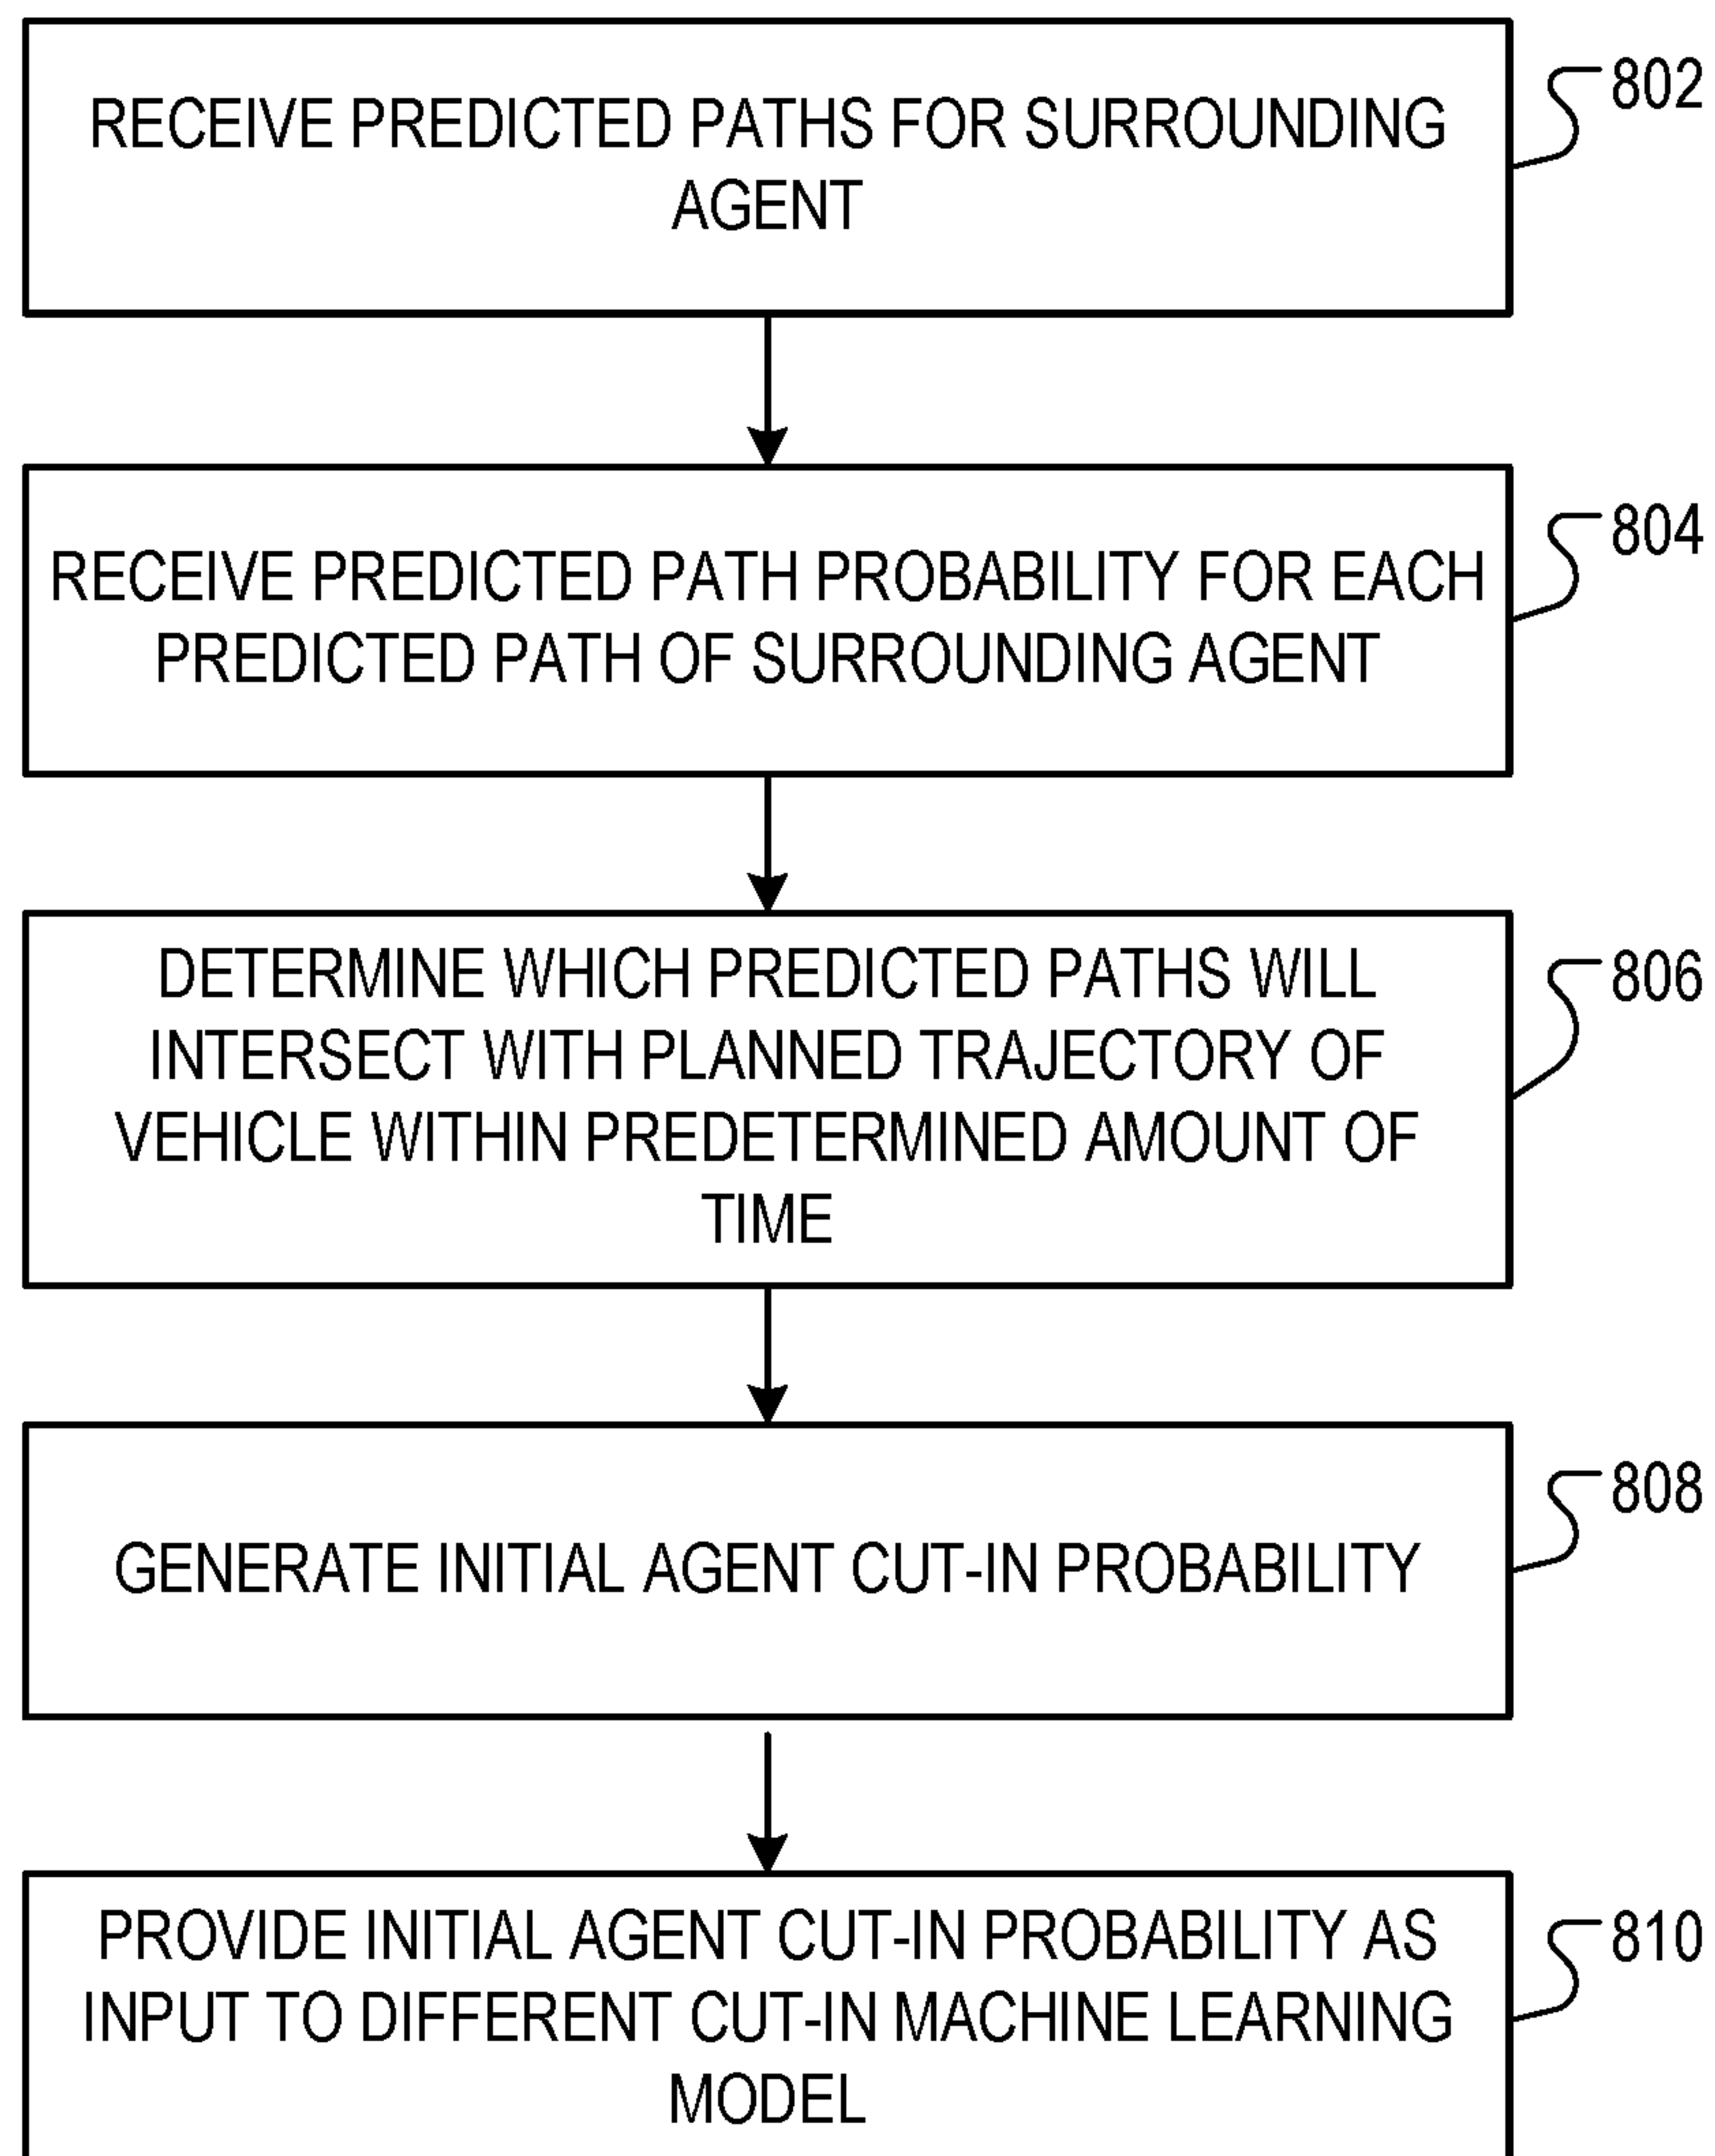 RECEIVE PREDICTED PATHS FOR SURROUNDING
AGENT
802
RECEIVE PREDICTED PATH PROBABILITY FOR EACH
PREDICTED PATH OF SURROUNDING AGENT
804
DETERMINE WHICH PREDICTED PATHS WILL
INTERSECT WITH PLANNED TRAJECTORY OF
VEHICLE WITHIN PREDETERMINED AMOUNT OF
TIME
806
GENERATE INITIAL AGENT CUT-IN PROBABILITY
808
PROVIDE INITIAL AGENT CUT-IN PROBABILITY AS
INPUT TO DIFFERENT CUT-IN MACHINE LEARNING
MODEL
810